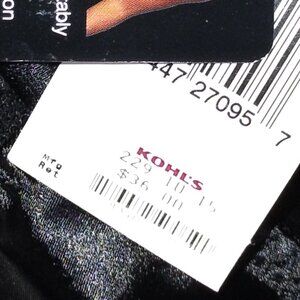 ably
on
447 27095 7
KOHL'S
229 10 15
Mfg
Ret
$36 00